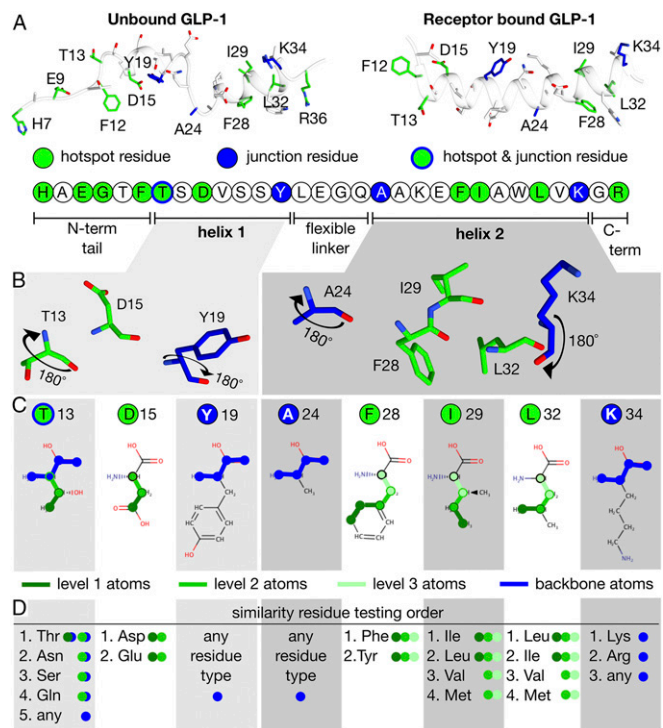 A
Unbound GLP-1
Receptor bound GLP-1
T13
Y19
E9
D15
H7
F12
A24
I29
K34
F28
L32
R36
F12
D15
Y19
T13
A24
I29
K34
F28
L32
hotspot residue
junction residue
hotspot & junction residue
H A E G T F T S D V S S Y L E G Q A A K E F I A W L V K G R
N-term tail
helix 1
flexible linker
helix 2
C-term
B
T13
180°
D15
Y19
180°
A24
180°
I29
F28
L32
K34
180°
C
T 13
D 15
Y 19
A 24
F 28
I 29
L 32
K 34
level 1 atoms
level 2 atoms
level 3 atoms
backbone atoms
D
similarity residue testing order
1. Thr
2. Asn
3. Ser
4. Gln
5. any
1. Asp
2. Glu
any
residue
type
any
residue
type
1. Phe
2.Tyr
1. Ile
2. Leu
3. Val
4. Met
1. Leu
2. Ile
3. Val
4. Met
1. Lys
2. Arg
3. any